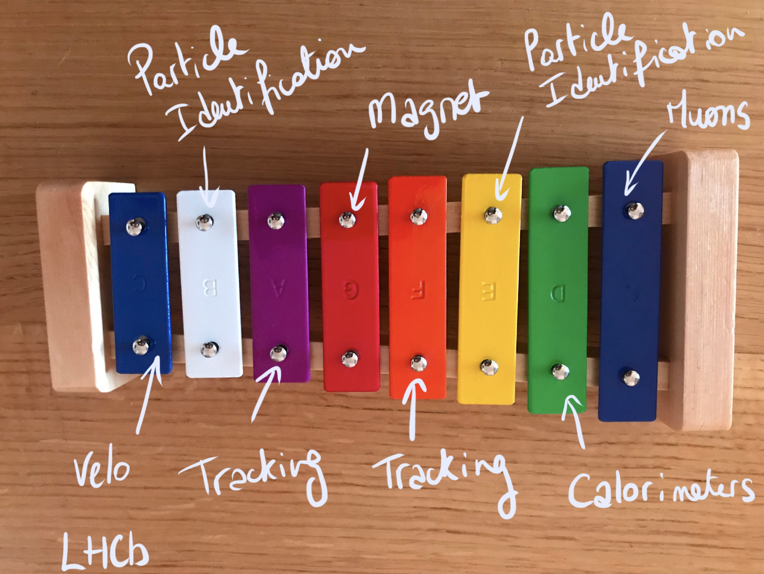 Particle
Identification
Magnet
Particle
Identification
Muons
C
B
A
G
F
E
D
C
Velo
Tracking
Tracking
Calorimeters
LHCb